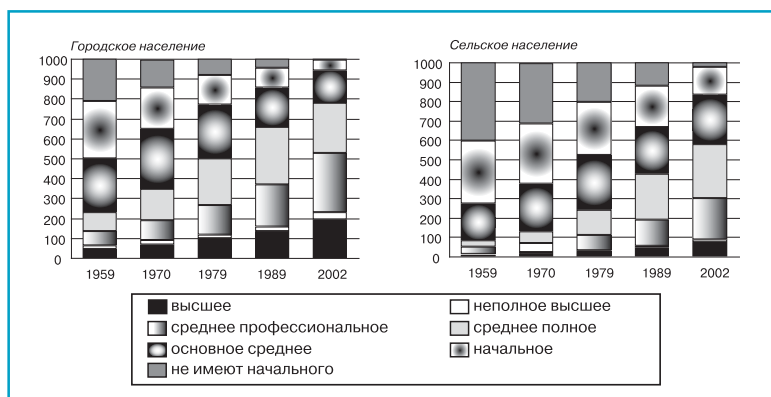 Городское население
1000
900
800
700
600
500
400
300
200
100
0
1959 1970 1979 1989 2002
Сельское население
1000
900
800
700
600
500
400
300
200
100
0
1959 1970 1979 1989 2002
высшее
неполное высшее
среднее профессиональное
среднее полное
основное среднее
начальное
не имеют начального